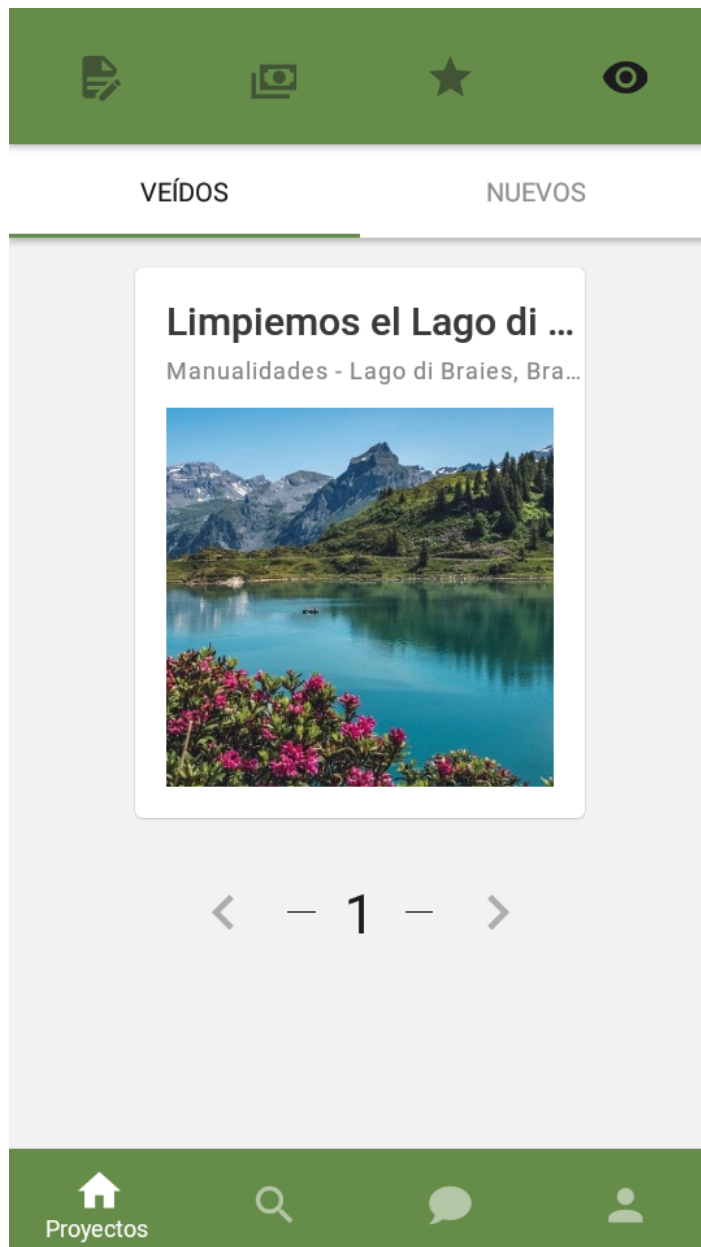 VEÍDOS
NUEVOS
Limpiemos el Lago di ...
Manualidades - Lago di Braies, Bra...
1
Proyectos